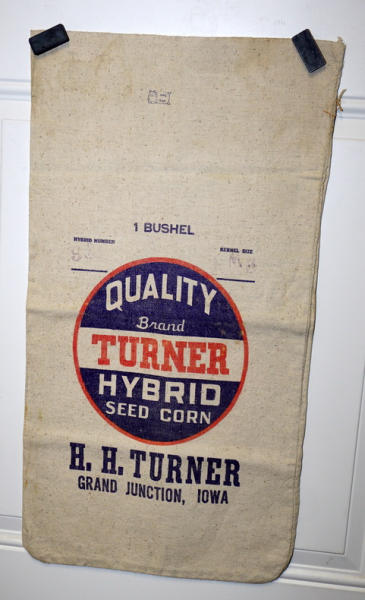 1 BUSHEL
HYBRID NUMBER
KERNEL SIZE
QUALITY
Brand
TURNER
HYBRID
SEED CORN
H. H. TURNER
GRAND JUNCTION, IOWA